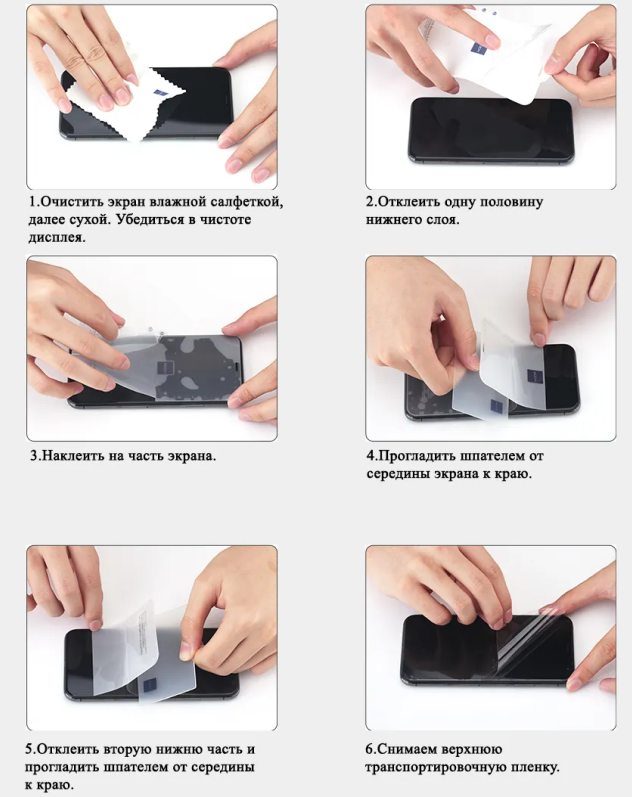 1.Очистить экран влажной салфеткой,
далее сухой. Убедиться в чистоте
дисплея.
2.Отклеить одну половину
нижнего слоя.
3.Наклеить на часть экрана.
4.Прогладить шпателем от
середины экрана к краю.
5.Отклеить вторую нижню часть и
прогладить шпателем от середины
к краю.
6.Снимаем верхнюю
транспортировочную пленку.